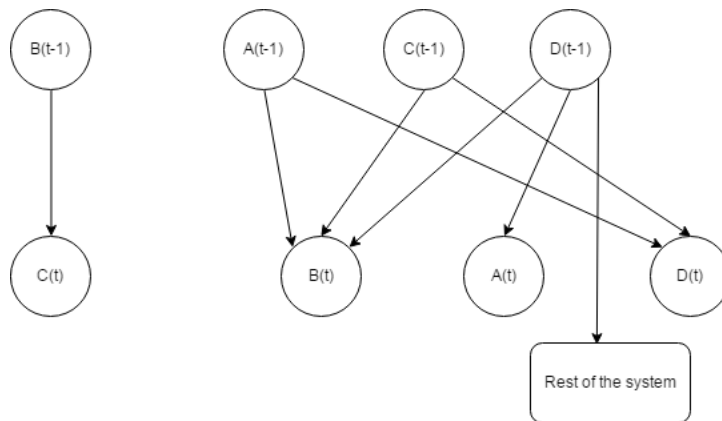 B(t-1)
A(t-1)
C(t-1)
D(t-1)
C(t)
B(t)
A(t)
D(t)
Rest of the system